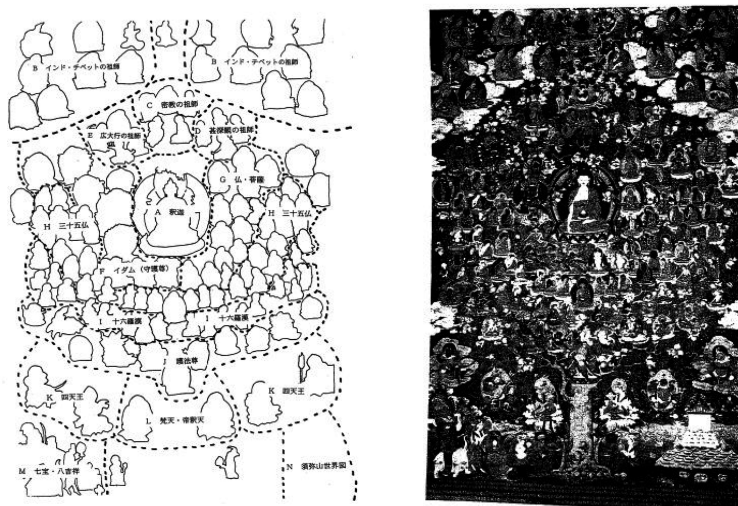 B インド・チベットの祖師
B インド・チベットの祖師
C 密教の祖師
E 広大行の祖師
D 甚深観の祖師
G 仏・菩薩
A 釈迦
H 三十五仏
H 三十五仏
F イダム（守護尊）
I 十六羅漢
I 十六羅漢
J 護法尊
K 四天王
K 四天王
L 梵天・帝釈天
M 七宝・八吉祥
N 須弥山世界図